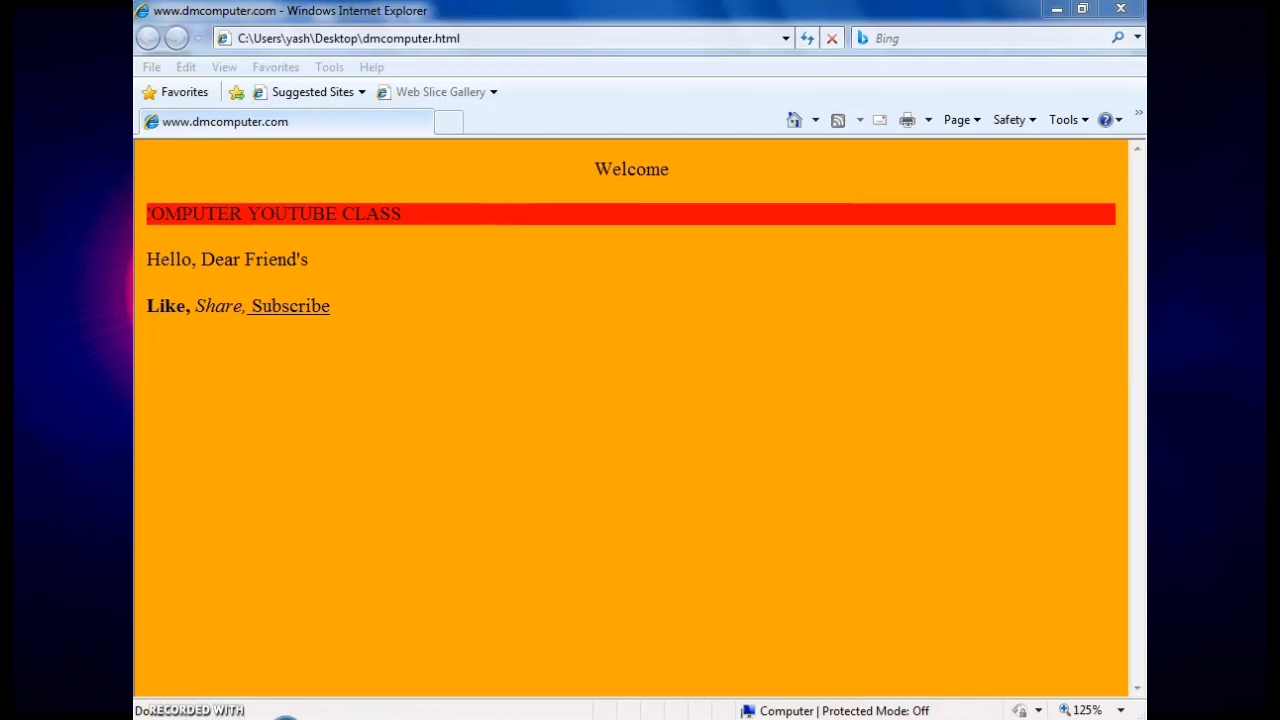 www.dmcomputer.com - Windows Internet Explorer
C:\Users\yash\Desktop\dmcomputer.html
Bing
File Edit View Favorites Tools Help
Favorites Suggested Sites Web Slice Gallery
www.dmcomputer.com
Page Safety Tools
Welcome
OMPUTER YOUTUBE CLASS
Hello, Dear Friend's
Like, Share, Subscribe
RECORDED WITH
Computer | Protected Mode: Off
125%